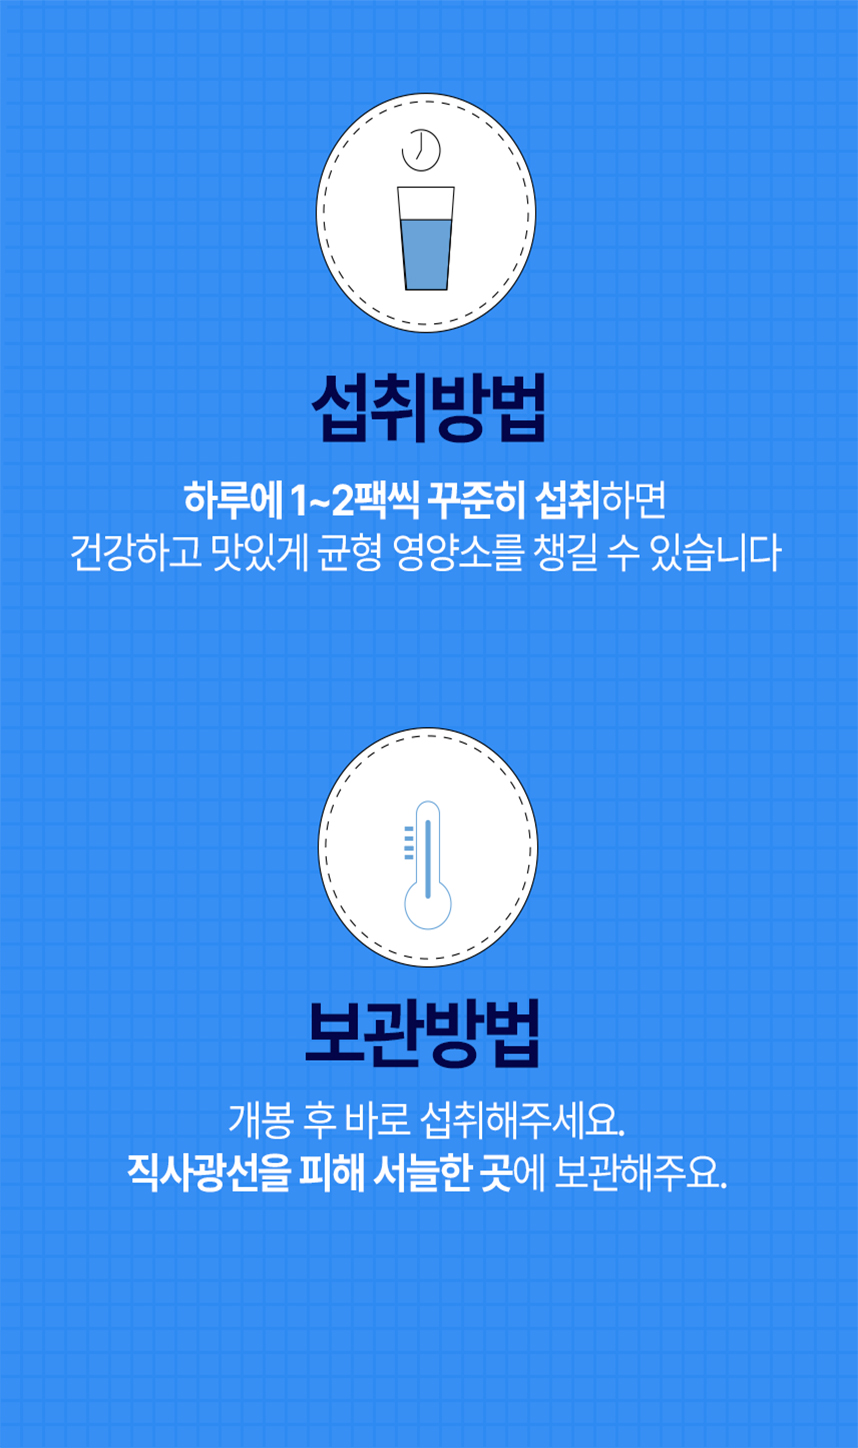 섭취방법
하루에 1~2팩씩 꾸준히 섭취하면
건강하고 맛있게 균형 영양소를 챙길 수 있습니다
보관방법
개봉 후 바로 섭취해주세요.
직사광선을 피해 서늘한 곳에 보관해주요.